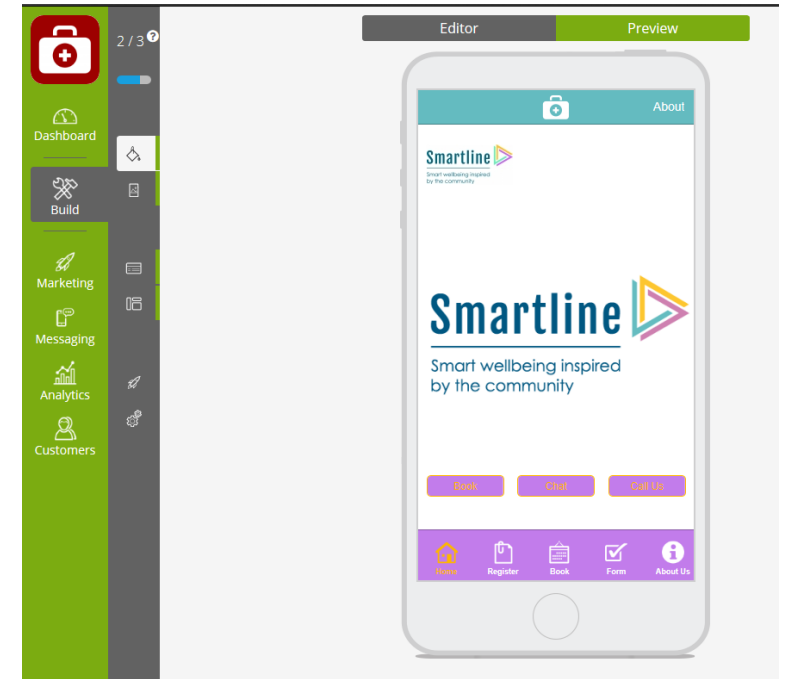 2 / 3 ?
Dashboard
Build
Marketing
Messaging
Analytics
Customers
Editor
Preview
About
Smartline
Smart wellbeing inspired
by the community
Smartline
Smart wellbeing inspired
by the community
Book
Chat
Call Us
Home
Register
Book
Form
About Us